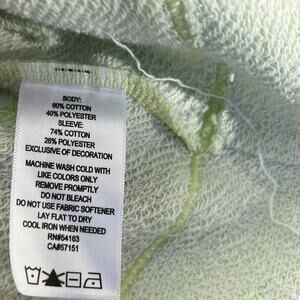 BODY:
60% COTTON
40% POLYESTER
SLEEVE:
74% COTTON
26% POLYESTER
EXCLUSIVE OF DECORATION
MACHINE WASH COLD WITH
LIKE COLORS ONLY
REMOVE PROMPTLY
DO NOT BLEACH
DO NOT USE FABRIC SOFTENER
LAY FLAT TO DRY
COOL IRON WHEN NEEDED
RN#54163
CA#57151